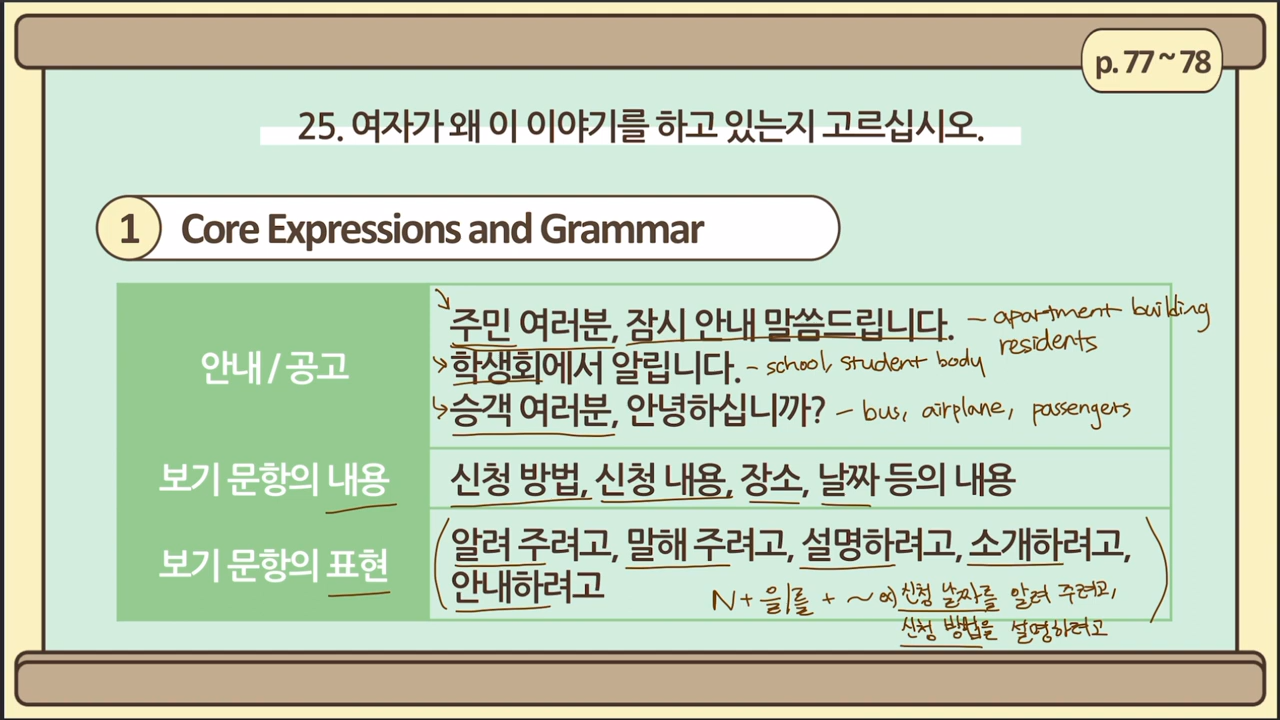 p. 77 ~ 78
25. 여자가 왜 이 이야기를 하고 있는지 고르십시오.
1 Core Expressions and Grammar
안내 / 공고
주민 여러분, 잠시 안내 말씀드립니다. - apartment building
residents
학생회에서 알립니다. - school, student body
승객 여러분, 안녕하십니까? - bus, airplane, passengers
보기 문항의 내용
신청 방법, 신청 내용, 장소, 날짜 등의 내용
보기 문항의 표현
알려 주려고, 말해 주려고, 설명하려고, 소개하려고,
안내하려고
N + 을/를 + ~ 예) 신청 날짜를 알려 주려고,
신청 방법을 설명하려고